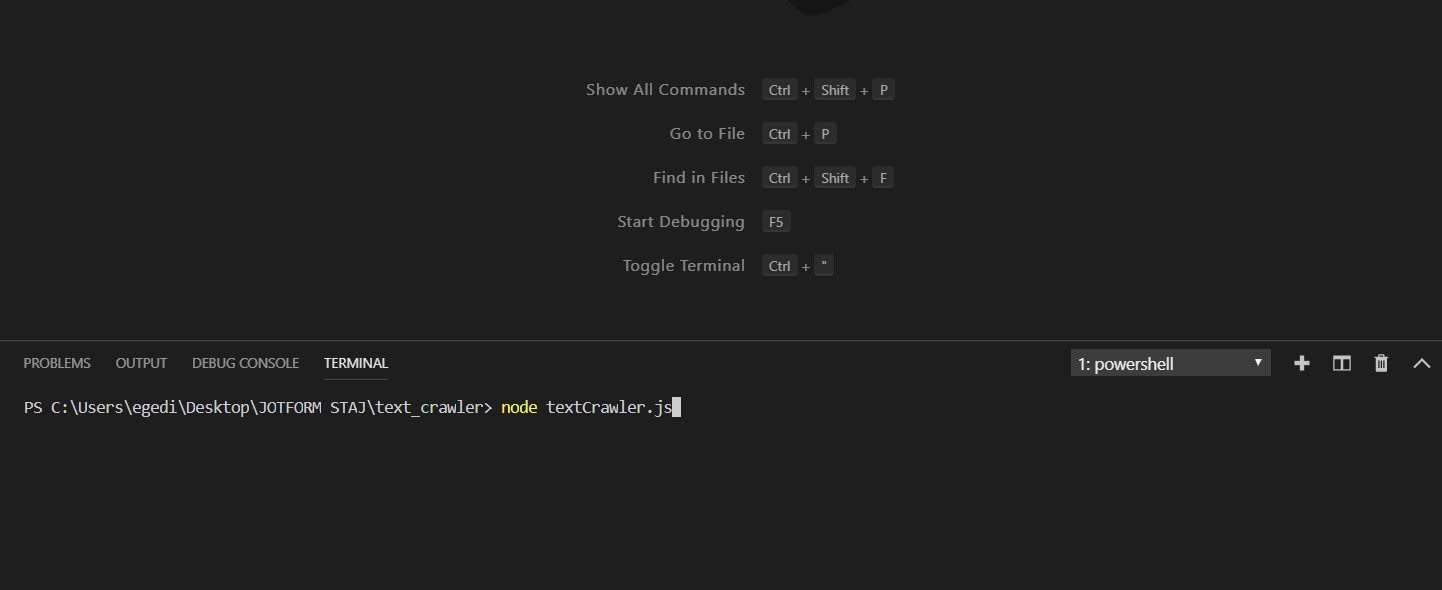 Show All Commands Ctrl + Shift + P
Go to File Ctrl + P
Find in Files Ctrl + Shift + F
Start Debugging F5
Toggle Terminal Ctrl + "
PROBLEMS OUTPUT DEBUG CONSOLE TERMINAL 1: powershell
PS C:\Users\egedi\Desktop\JOTFORM STAJ\text_crawler> node textCrawler.js